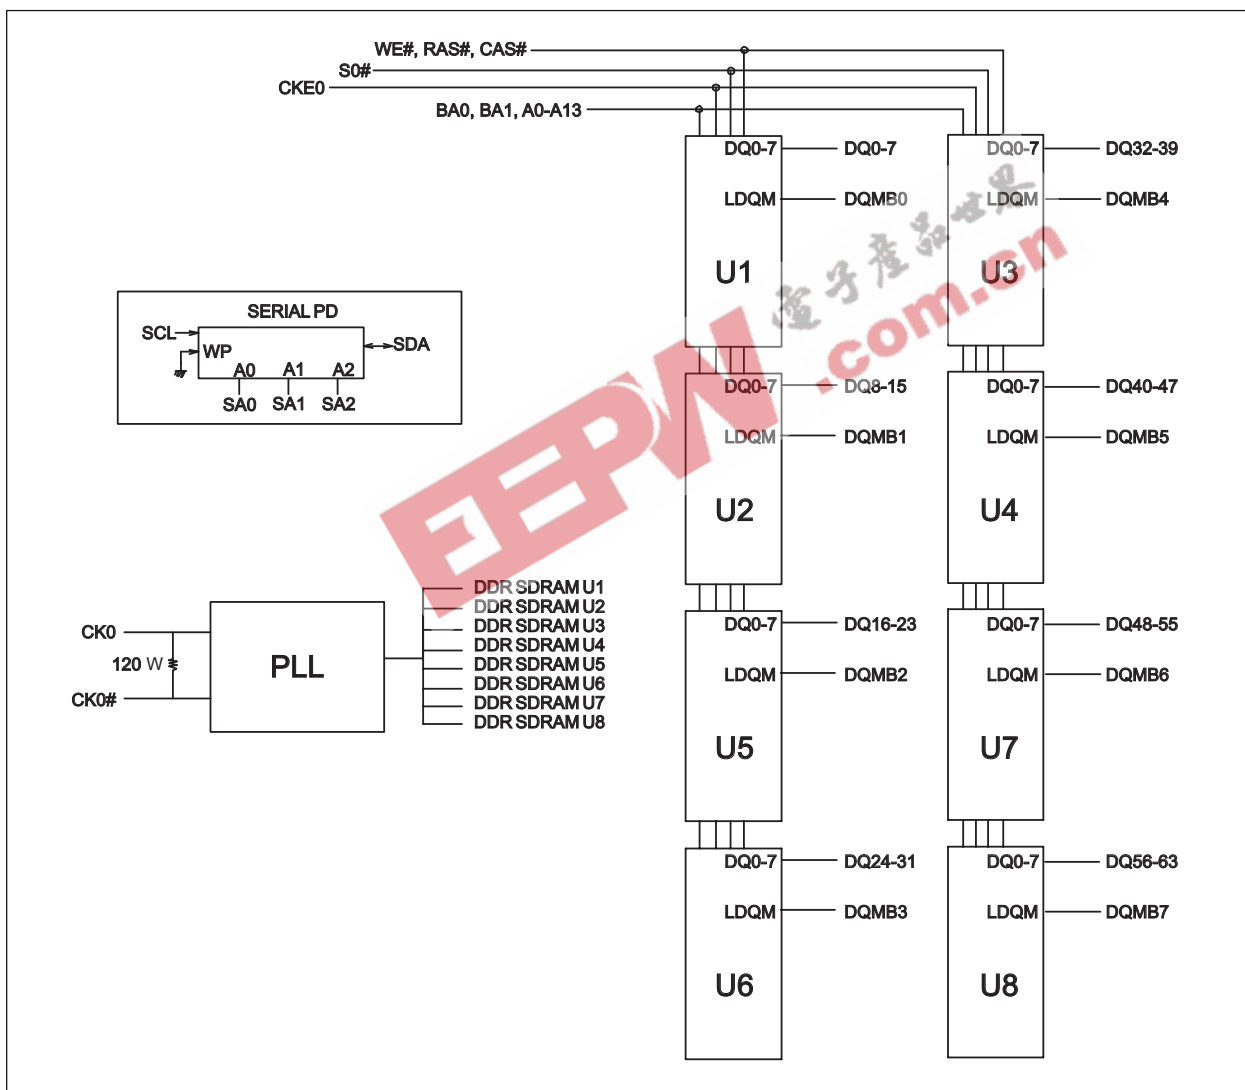 WE#, RAS#, CAS#
S0#
CKE0
BA0, BA1, A0-A13
DQ0-7 DQ0-7
LDQM DQMB0
U1
DQ0-7 DQ32-39
LDQM DQMB4
U3
SERIAL PD
SCL
WP
SDA
A0 A1 A2
SA0 SA1 SA2
DQ0-7 DQ8-15
LDQM DQMB1
U2
DQ0-7 DQ40-47
LDQM DQMB5
U4
CK0
120 W
CK0#
PLL
DDR SDRAM U1
DDR SDRAM U2
DDR SDRAM U3
DDR SDRAM U4
DDR SDRAM U5
DDR SDRAM U6
DDR SDRAM U7
DDR SDRAM U8
DQ0-7 DQ16-23
LDQM DQMB2
U5
DQ0-7 DQ48-55
LDQM DQMB6
U7
DQ0-7 DQ24-31
LDQM DQMB3
U6
DQ0-7 DQ56-63
LDQM DQMB7
U8
EEPW
電子產品世界
.com.cn